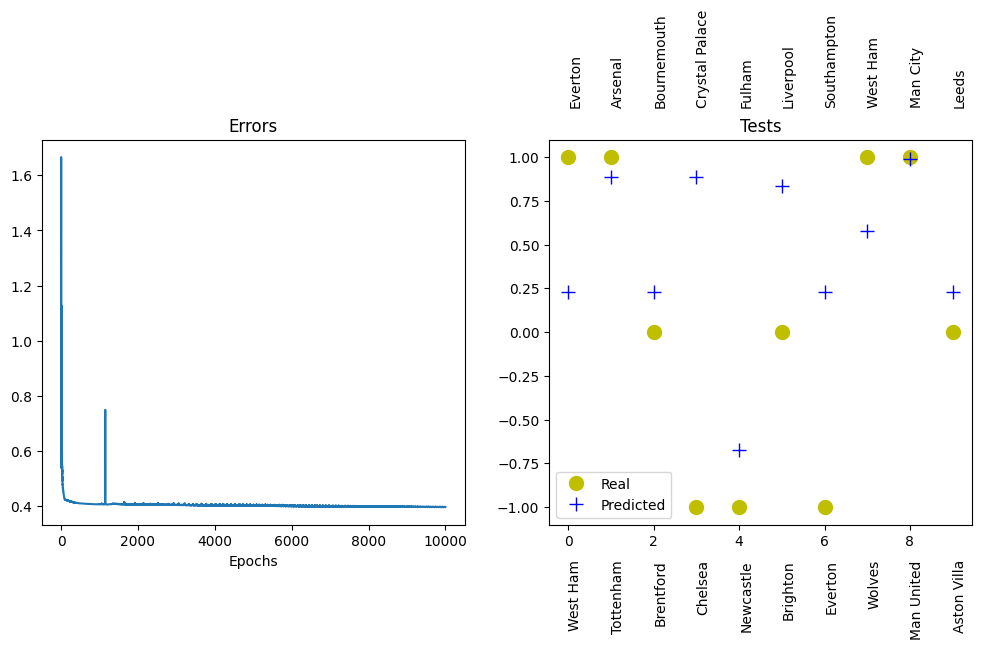 Everton
Arsenal
Bournemouth
Crystal Palace
Fulham
Liverpool
Southampton
West Ham
Man City
Leeds
Errors
1.6
1.4
1.2
1.0
0.8
0.6
0.4
0
2000
4000
6000
8000
10000
Epochs
Tests
1.00
0.75
0.50
0.25
0.00
−0.25
−0.50
−0.75
−1.00
Real
Predicted
0
2
4
6
8
West Ham
Tottenham
Brentford
Chelsea
Newcastle
Brighton
Everton
Wolves
Man United
Aston Villa